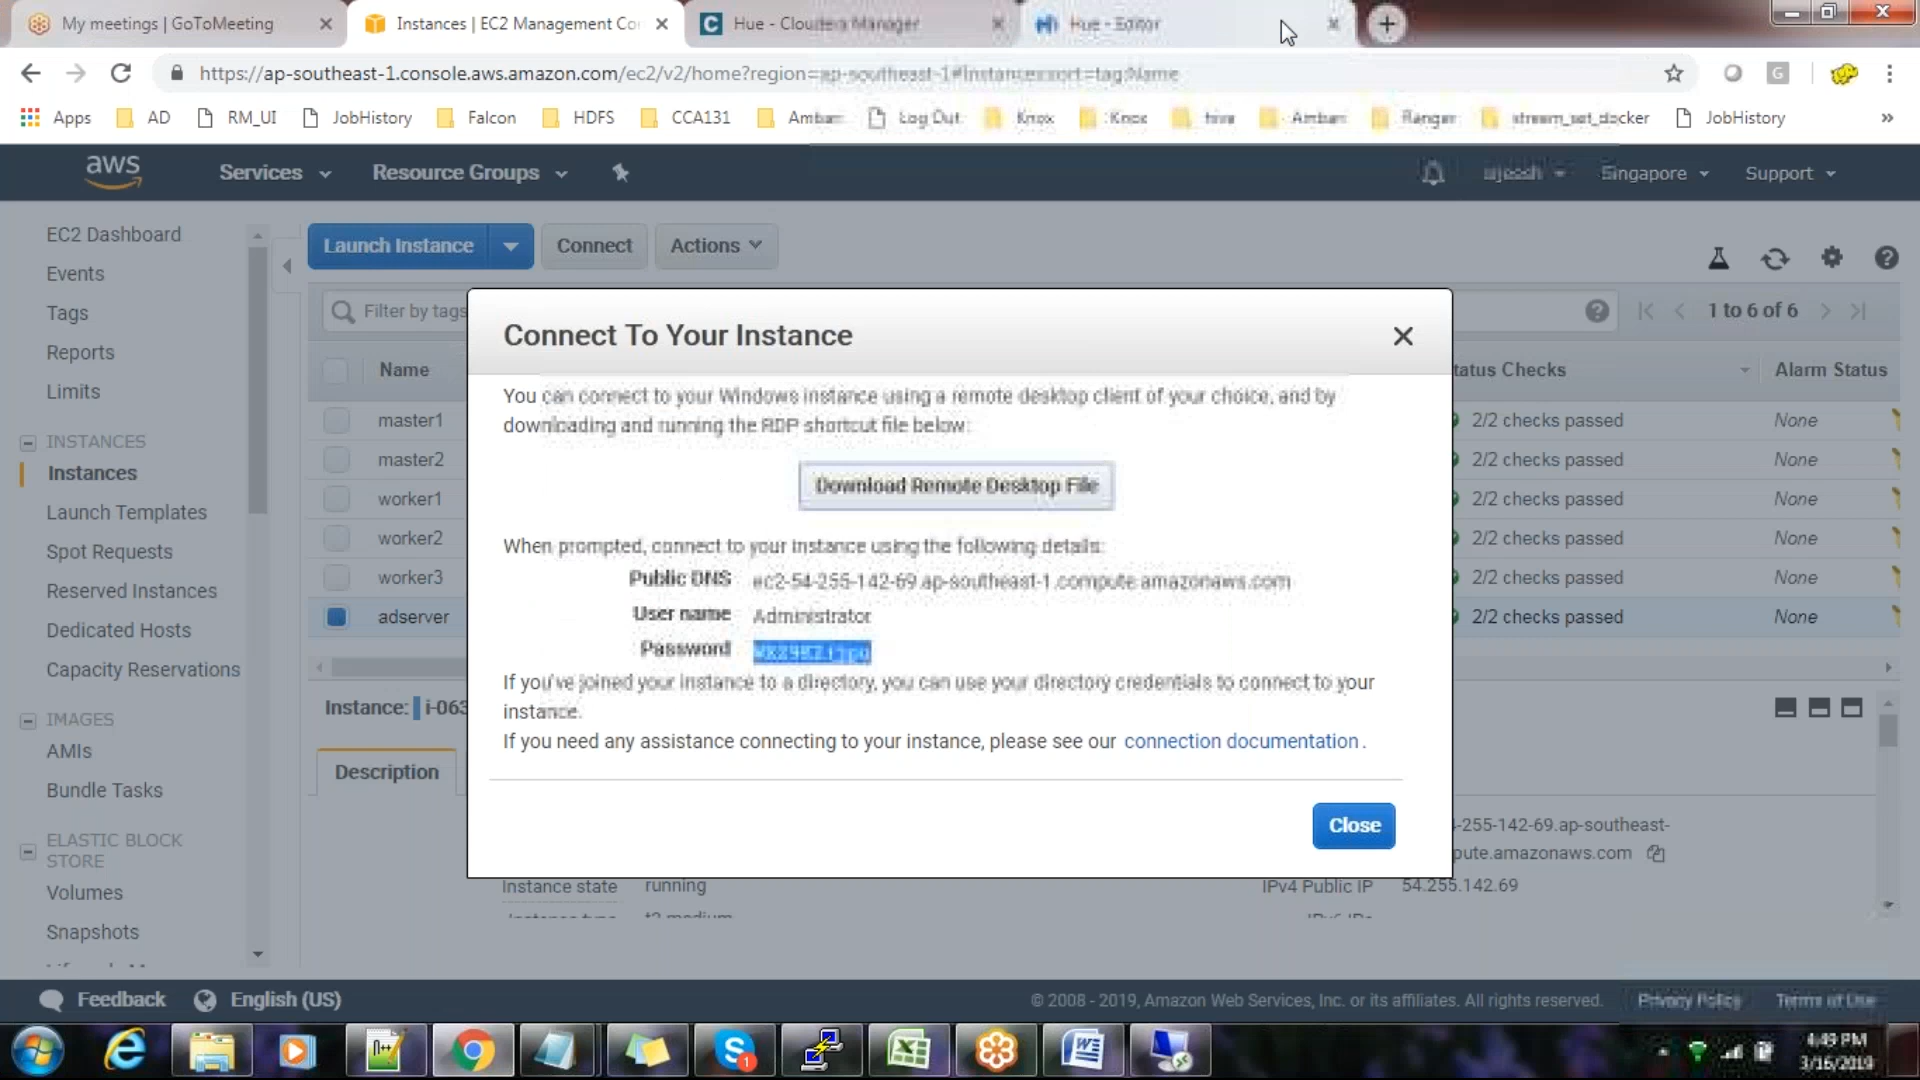 My meetings | GoToMeeting
Instances | EC2 Management Con
Hue - Cloudera Manager
Hue - Editor
https://ap-southeast-1.console.aws.amazon.com/ec2/v2/home?region=ap-southeast-1#Instances:sort=tag:Name
Apps AD RM_UI JobHistory Falcon HDFS CCA131 Ambari Log Out Knox Knox hive Ambari Ranger stream_set_docker JobHistory »
aws Services Resource Groups Singapore Support
EC2 Dashboard
Events
Tags
Reports
Limits
INSTANCES
Instances
Launch Templates
Spot Requests
Reserved Instances
Dedicated Hosts
Capacity Reservations
IMAGES
AMIs
Bundle Tasks
ELASTIC BLOCK
STORE
Volumes
Snapshots
Launch Instance Connect Actions
Filter by tags
1 to 6 of 6
Name
tatus Checks Alarm Status
master1 2/2 checks passed None
master2 2/2 checks passed None
worker1 2/2 checks passed None
worker2 2/2 checks passed None
worker3 2/2 checks passed None
adserver 2/2 checks passed None
Instance: i-063
Description
Connect To Your Instance
You can connect to your Windows instance using a remote desktop client of your choice, and by
downloading and running the RDP shortcut file below:
Download Remote Desktop File
When prompted, connect to your instance using the following details:
Public DNS ec2-54-255-142-69.ap-southeast-1.compute.amazonaws.com
User name Administrator
Password
If you've joined your instance to a directory, you can use your directory credentials to connect to your
instance.
If you need any assistance connecting to your instance, please see our connection documentation.
Close
-255-142-69.ap-southeast-
pute.amazonaws.com
Instance state running
IPv4 Public IP 54.255.142.69
Instance type t2.medium
IPv6 IPs
Feedback English (US)
© 2008 - 2019, Amazon Web Services, Inc. or its affiliates. All rights reserved. Privacy Policy Terms of Use
4:49 PM
3/16/2019